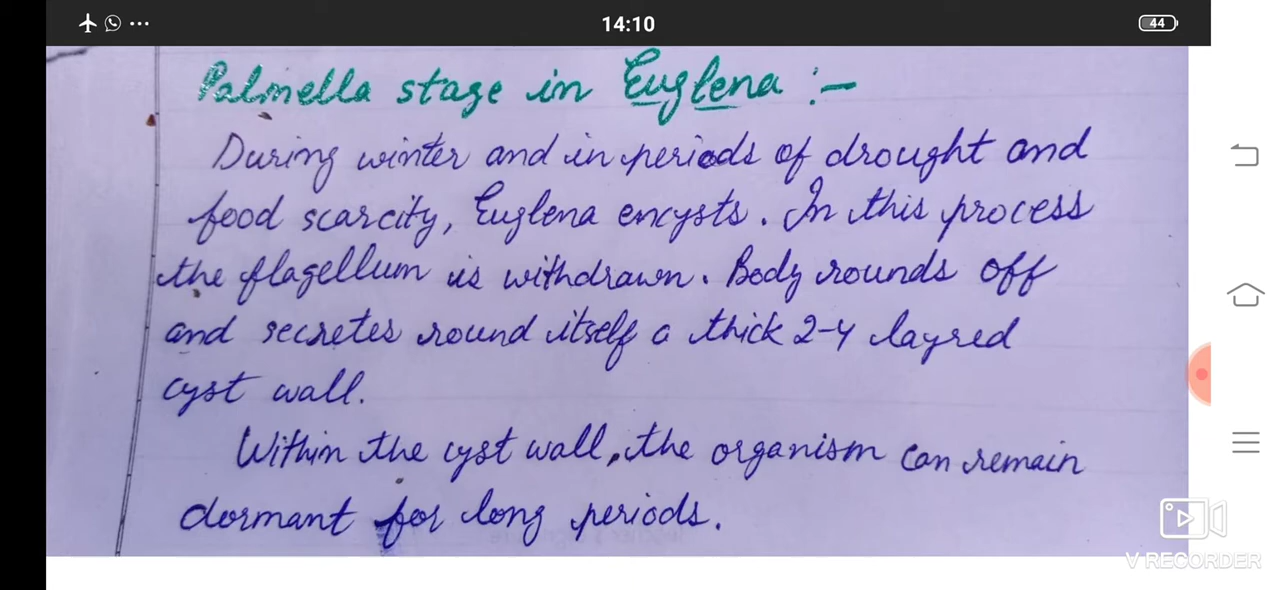 14:10
44
Palmella stage in Euglena :-
During winter and in periods of drought and
food scarcity, Euglena encysts. In this process
the flagellum is withdrawn. Body rounds off
and secretes round itself a thick 2-4 layred
cyst wall.
Within the cyst wall, the organism can remain
dormant for long periods.
V RECORDER